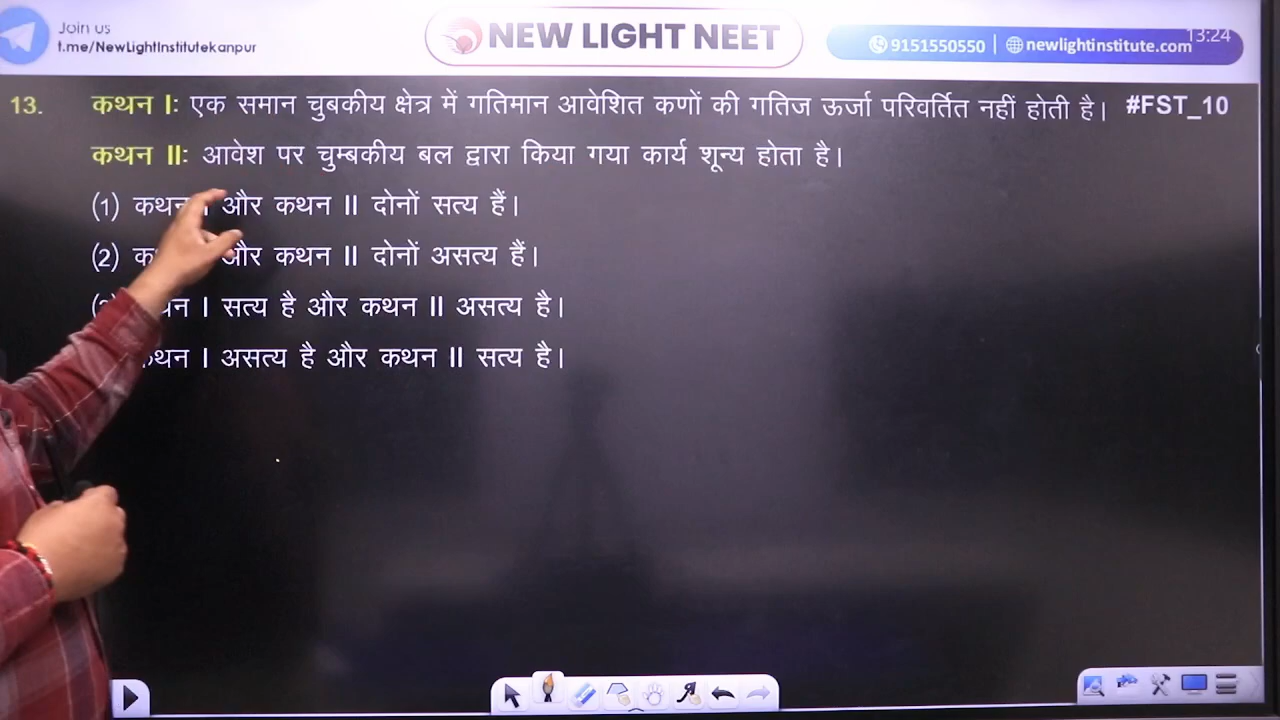 Join us
t.me/NewLightInstitutekanpur
NEW LIGHT NEET
9151550550 | newlightinstitute.com
13:24
13. कथन I: एक समान चुबकीय क्षेत्र में गतिमान आवेशित कणों की गतिज ऊर्जा परिवर्तित नहीं होती है। #FST_10
कथन II: आवेश पर चुम्बकीय बल द्वारा किया गया कार्य शून्य होता है।
(1) कथन I और कथन II दोनों सत्य हैं।
(2) और कथन II दोनों असत्य हैं।
I सत्य है और कथन II असत्य है।
I असत्य है और कथन II सत्य है।